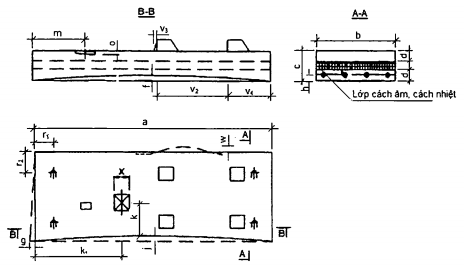 B-B
A-A
m
o
v₃
f
v₂
v₄
b
c
h
d
d
Lớp cách âm, cách nhiệt
a
r₁
r₂
w
A
x
k
B
B
g
k₁
i
A